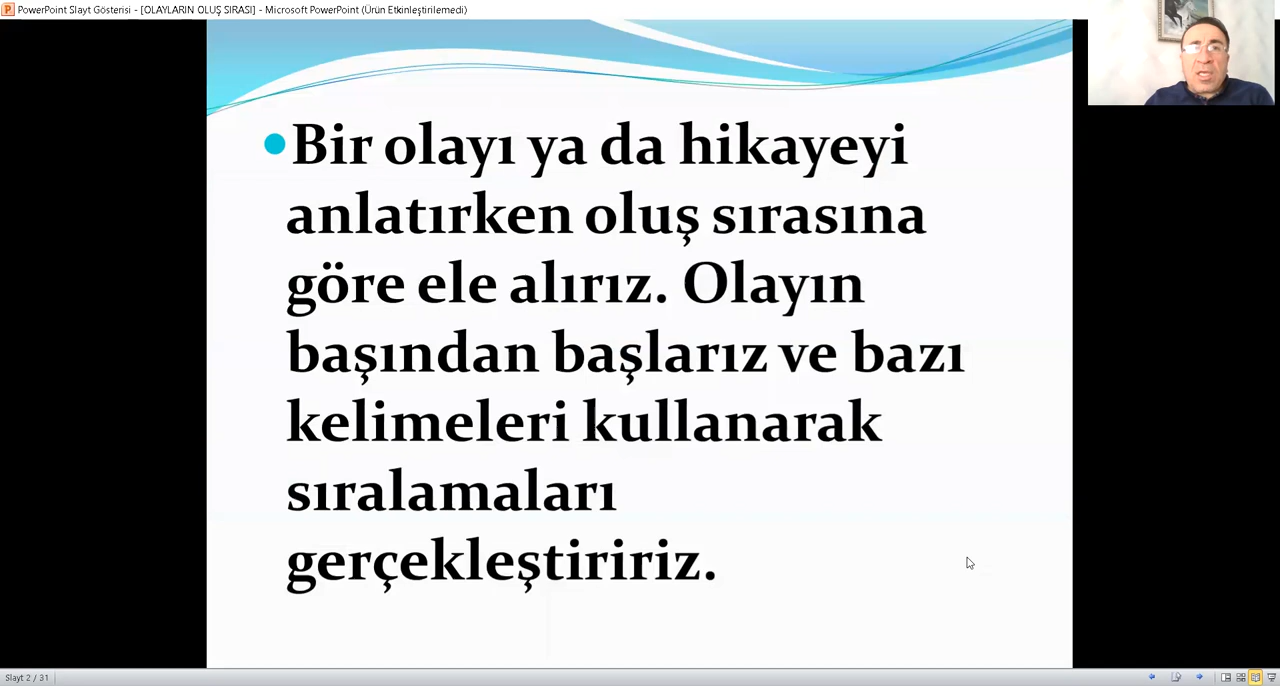 PowerPoint Slayt Gösterisi - [OLAYLARIN OLUŞ SIRASI] - Microsoft PowerPoint (Ürün Etkinleştirilemedi)
•Bir olayı ya da hikayeyi
anlatırken oluş sırasına
göre ele alırız. Olayın
başından başlarız ve bazı
kelimeleri kullanarak
sıralamaları
gerçekleştiririz.
Slayt 2 / 31